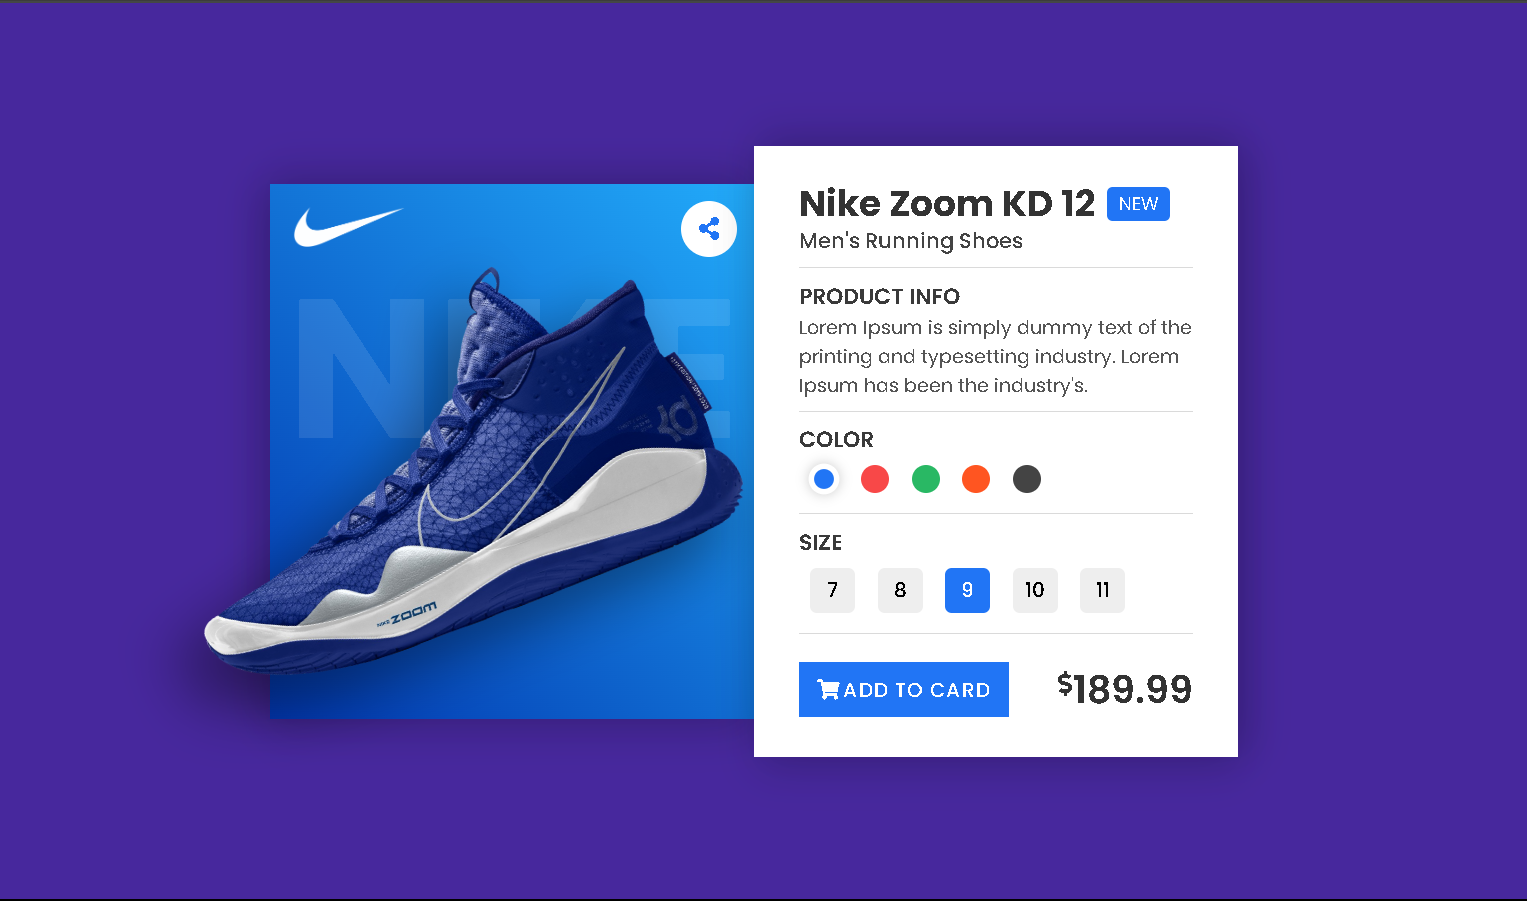 NIKE
NIKE ZOOM
Nike Zoom KD 12 NEW
Men's Running Shoes
PRODUCT INFO
Lorem Ipsum is simply dummy text of the
printing and typesetting industry. Lorem
Ipsum has been the industry's.
COLOR
SIZE
7 8 9 10 11
ADD TO CARD $189.99